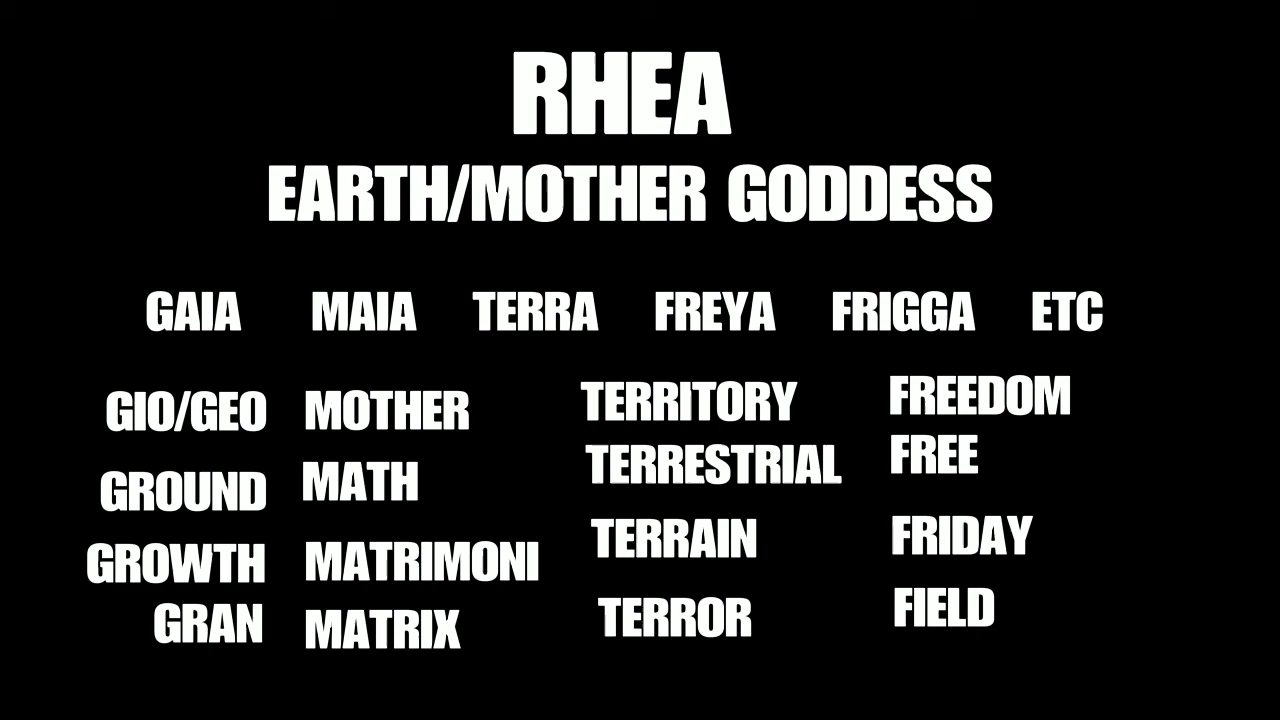 RHEA
EARTH/MOTHER GODDESS
GAIA MAIA TERRA FREYA FRIGGA ETC
GIO/GEO MOTHER TERRITORY FREEDOM
GROUND MATH TERRESTRIAL FREE
GROWTH MATRIMONI TERRAIN FRIDAY
GRAN MATRIX TERROR FIELD